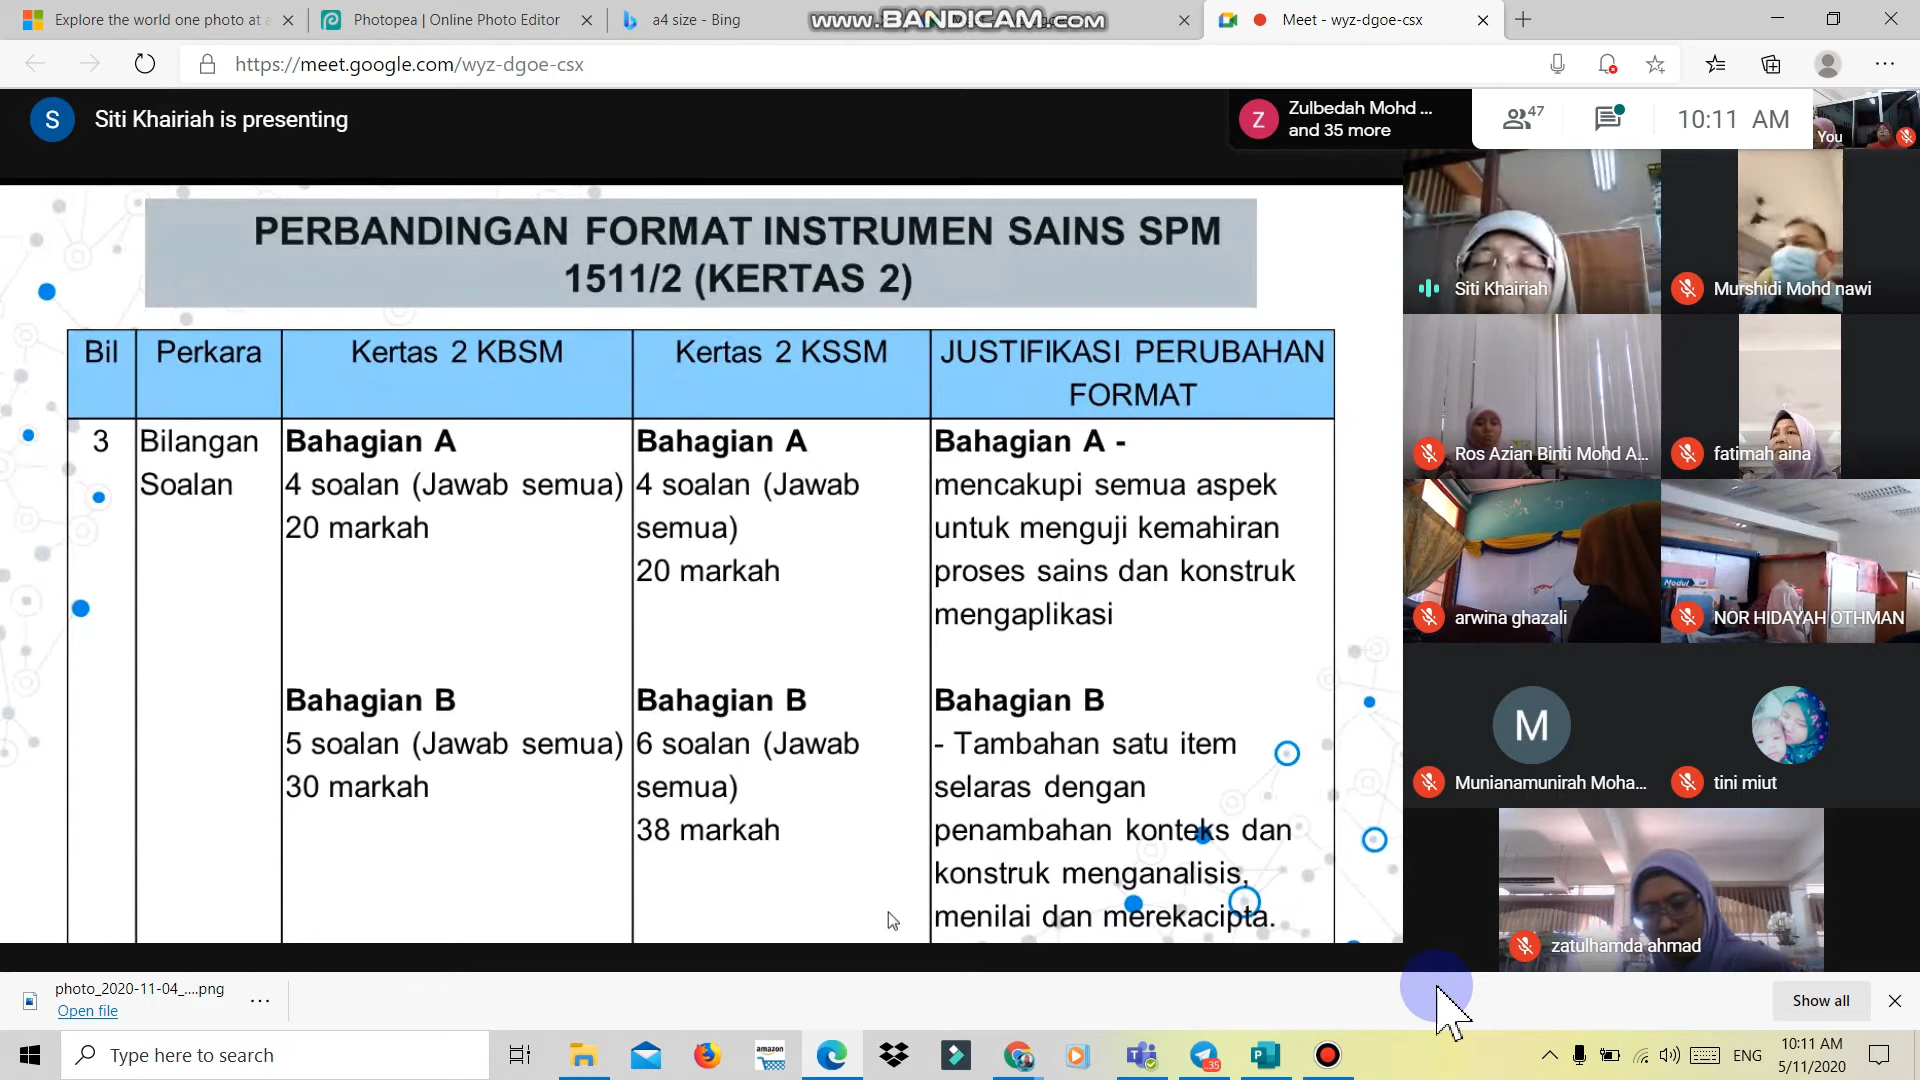 Explore the world one photo at a
Photopea | Online Photo Editor
a4 size - Bing
www.BANDICAM.com
Meet - wyz-dgoe-csx
https://meet.google.com/wyz-dgoe-csx
S
Siti Khairiah is presenting
Z
Zulbedah Mohd ...
and 35 more
47
10:11 AM
You
PERBANDINGAN FORMAT INSTRUMEN SAINS SPM
1511/2 (KERTAS 2)
Bil
Perkara
Kertas 2 KBSM
Kertas 2 KSSM
JUSTIFIKASI PERUBAHAN
FORMAT
3
Bilangan
Soalan
Bahagian A
4 soalan (Jawab semua)
20 markah
Bahagian B
5 soalan (Jawab semua)
30 markah
Bahagian A
4 soalan (Jawab
semua)
20 markah
Bahagian B
6 soalan (Jawab
semua)
38 markah
Bahagian A -
mencakupi semua aspek
untuk menguji kemahiran
proses sains dan konstruk
mengaplikasi
Bahagian B
- Tambahan satu item
selaras dengan
penambahan konteks dan
konstruk menganalisis,
menilai dan merekacipta.
Siti Khairiah
Murshidi Mohd nawi
Ros Azian Binti Mohd A...
fatimah aina
arwina ghazali
Modul
NOR HIDAYAH OTHMAN
M
Munianamunirah Moha...
tini miut
zatulhamda ahmad
photo_2020-11-04_....png
Open file
Show all
Type here to search
amazon
35
ENG
10:11 AM
5/11/2020